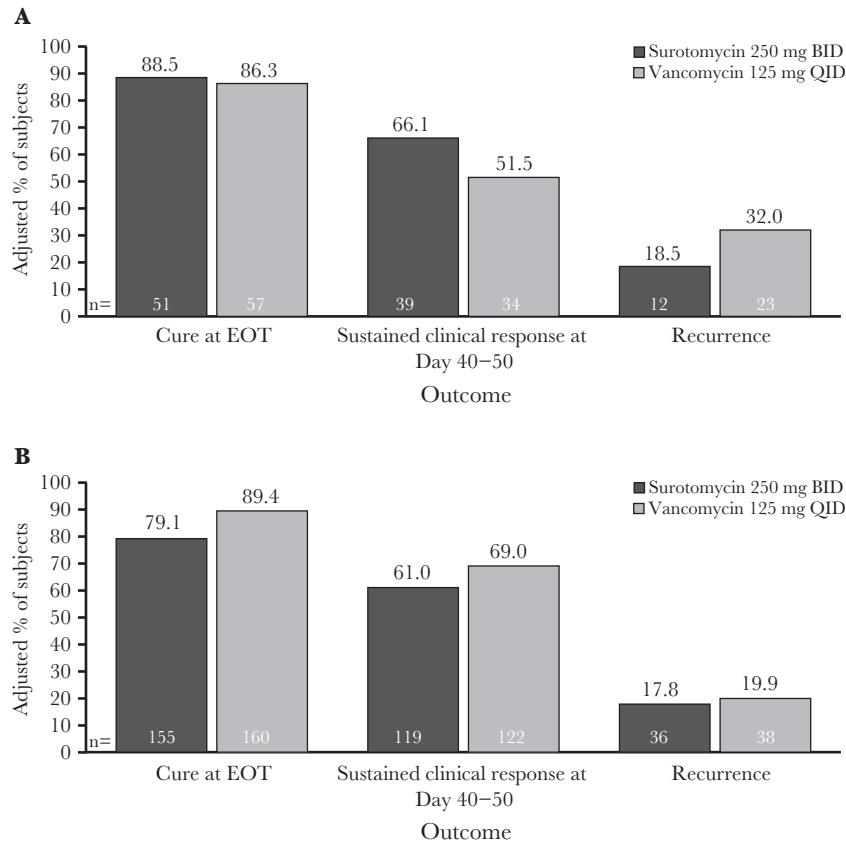 A
100
90
80
70
60
50
40
30
20
10
0
Adjusted % of subjects
Surotomycin 250 mg BID
Vancomycin 125 mg QID
88.5
86.3
66.1
51.5
18.5
32.0
n=
51
57
39
34
12
23
Cure at EOT
Sustained clinical response at
Day 40−50
Recurrence
Outcome
B
100
90
80
70
60
50
40
30
20
10
0
Adjusted % of subjects
Surotomycin 250 mg BID
Vancomycin 125 mg QID
79.1
89.4
61.0
69.0
17.8
19.9
n=
155
160
119
122
36
38
Cure at EOT
Sustained clinical response at
Day 40−50
Recurrence
Outcome